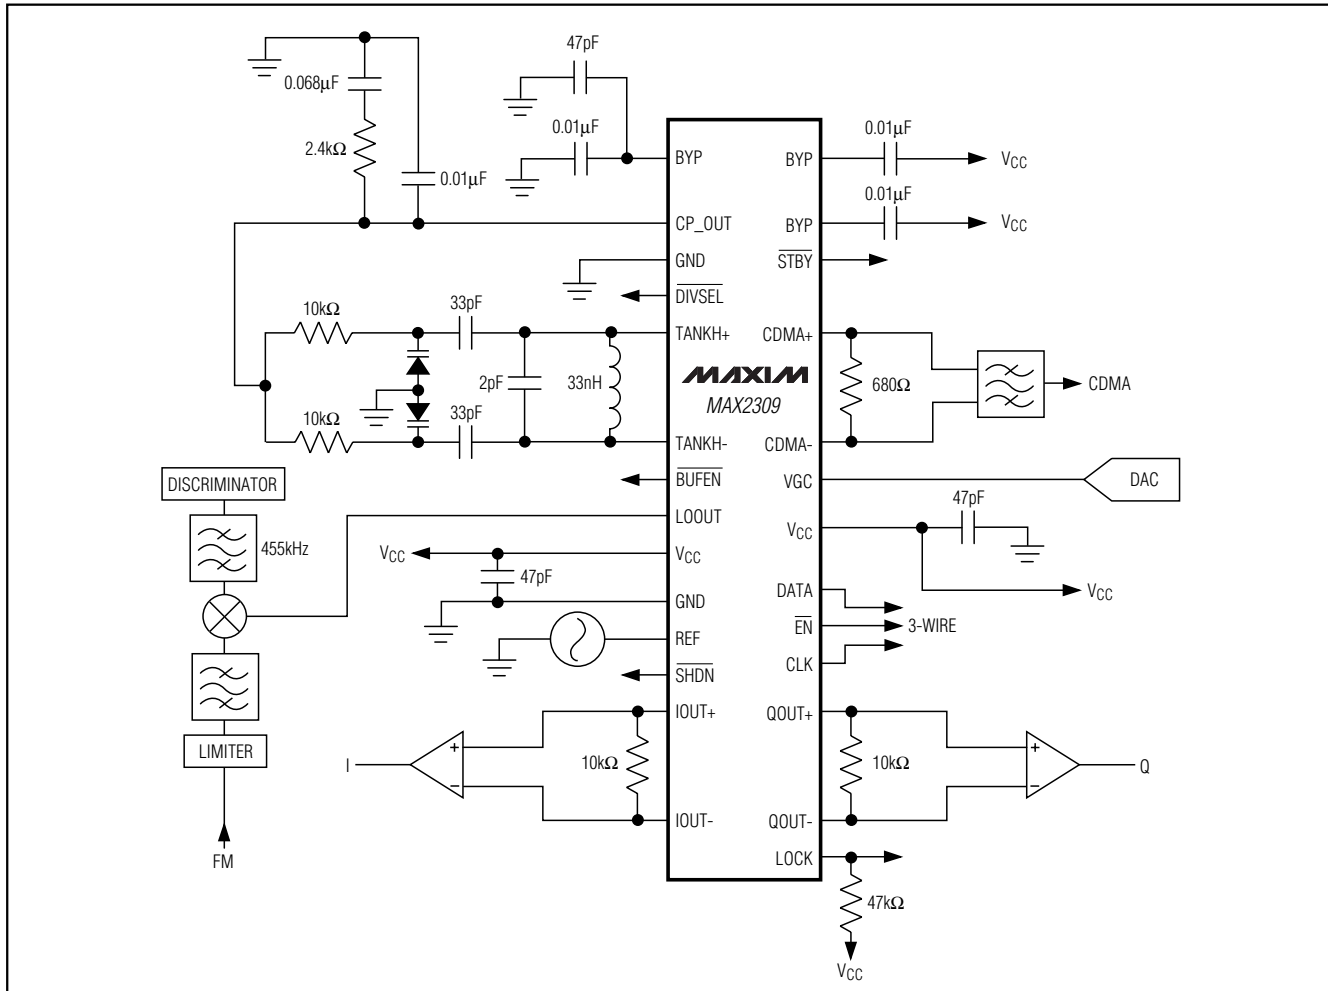 47pF
0.068μF
0.01μF
0.01μF
2.4kΩ
BYP
BYP
VCC
0.01μF
0.01μF
CP_OUT
BYP
VCC
GND
STBY
DIVSEL
10kΩ
33pF
TANKH+
CDMA+
MAXIM
MAX2309
2pF
33nH
680Ω
CDMA
10kΩ
33pF
TANKH-
CDMA-
BUFEN
VGC
DAC
DISCRIMINATOR
47pF
LOOUT
VCC
455kHz
VCC
VCC
47pF
DATA
VCC
GND
EN
3-WIRE
REF
CLK
SHDN
IOUT+
QOUT+
LIMITER
I
+
-
10kΩ
10kΩ
+
-
Q
IOUT-
QOUT-
FM
LOCK
47kΩ
VCC